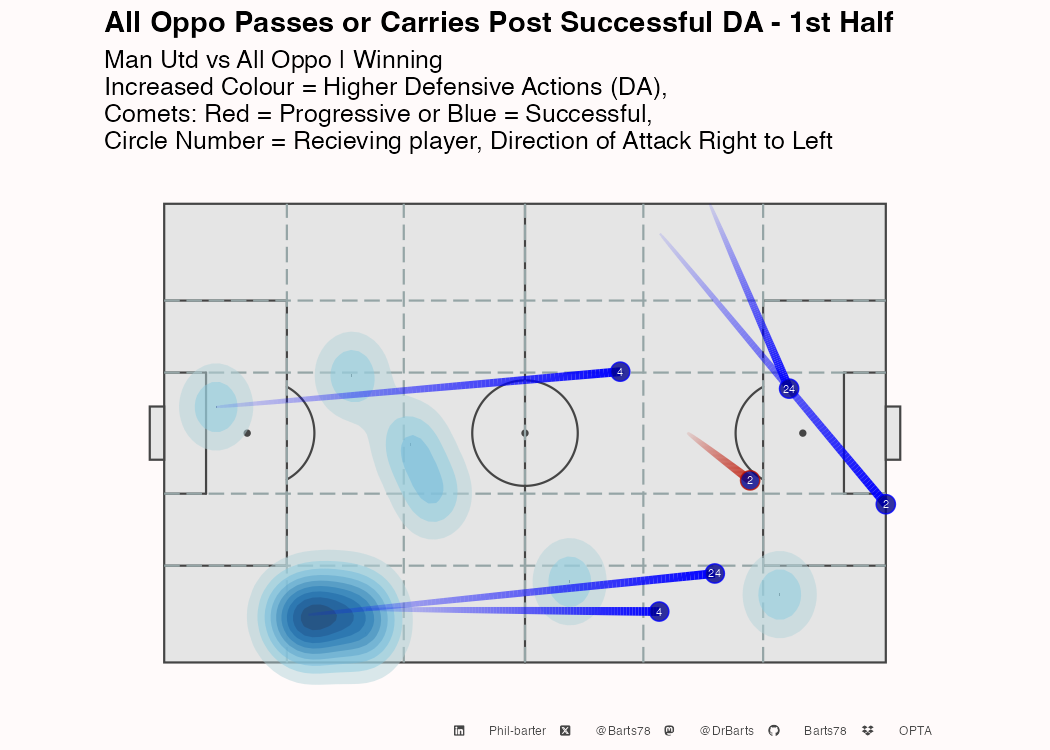 All Oppo Passes or Carries Post Successful DA - 1st Half
Man Utd vs All Oppo | Winning
Increased Colour = Higher Defensive Actions (DA),
Comets: Red = Progressive or Blue = Successful,
Circle Number = Recieving player, Direction of Attack Right to Left
4
24
2
2
24
4
Phil-barter @Barts78 @DrBarts Barts78 OPTA